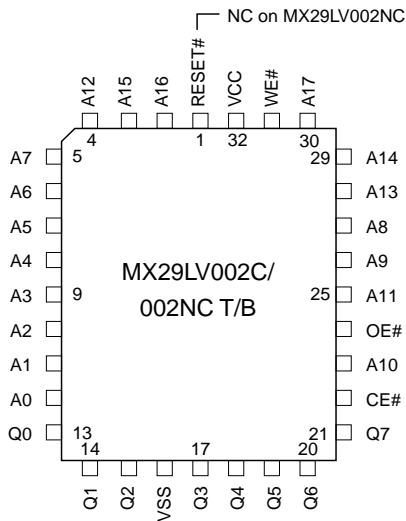 NC on MX29LV002NC
A12
A15
A16
RESET#
VCC
WE#
A17
4
1
32
30
A7
5
29
A14
A6
A13
A5
A8
A4
A9
A3
9
25
A11
A2
OE#
A1
A10
A0
CE#
Q0
13
21
Q7
MX29LV002C/
002NC T/B
14
17
20
Q1
Q2
VSS
Q3
Q4
Q5
Q6